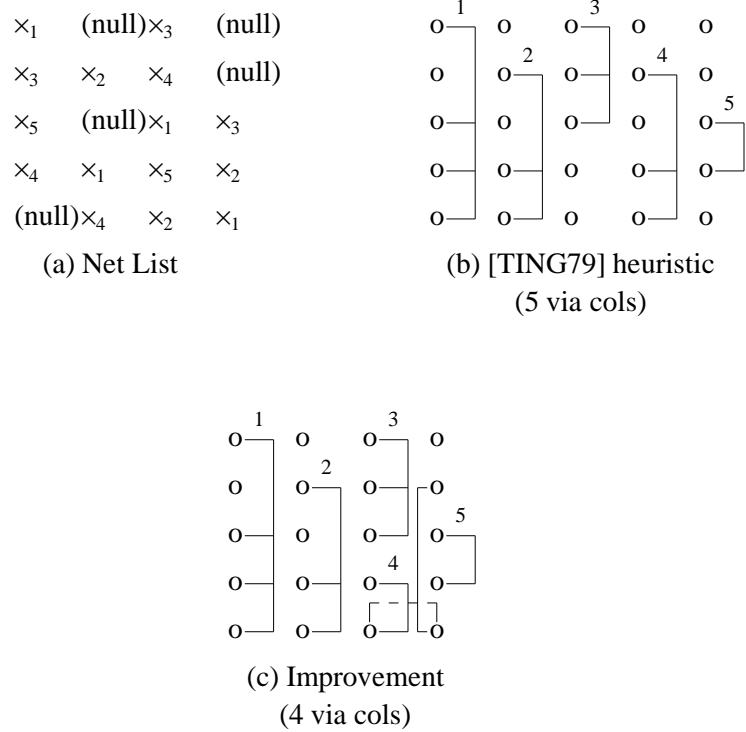 ×₁ (null)×₃ (null)
×₃ ×₂ ×₄ (null)
×₅ (null)×₁ ×₃
×₄ ×₁ ×₅ ×₂
(null)×₄ ×₂ ×₁
(a) Net List
1 3
o o o o o
2 4
o o o o o
5
o o o o o
o o o o o
o o o o o
(b) [TING79] heuristic
(5 via cols)
1 3
o o o o
2
o o o o
5
o o o o
4
o o o o
o o o o
(c) Improvement
(4 via cols)